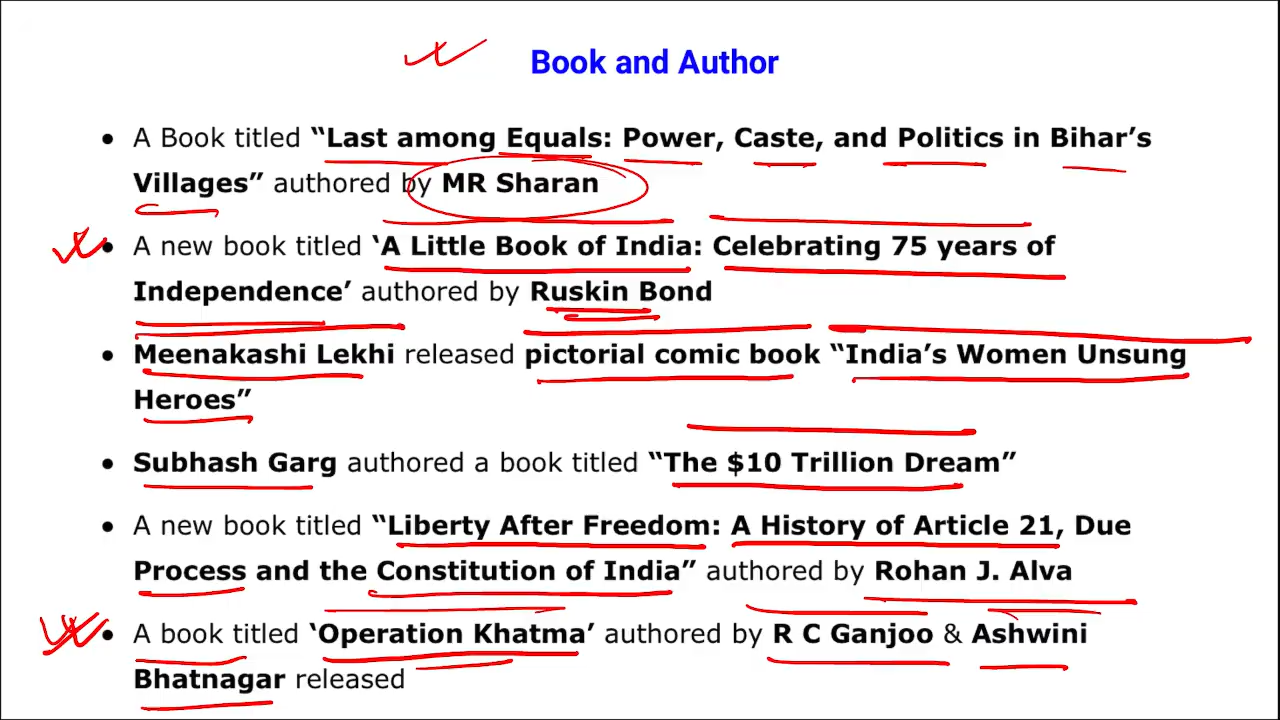 Book and Author
• A Book titled “Last among Equals: Power, Caste, and Politics in Bihar’s
Villages” authored by MR Sharan
• A new book titled ‘A Little Book of India: Celebrating 75 years of
Independence’ authored by Ruskin Bond
• Meenakashi Lekhi released pictorial comic book “India’s Women Unsung
Heroes”
• Subhash Garg authored a book titled “The $10 Trillion Dream”
• A new book titled “Liberty After Freedom: A History of Article 21, Due
Process and the Constitution of India” authored by Rohan J. Alva
• A book titled ‘Operation Khatma’ authored by R C Ganjoo & Ashwini
Bhatnagar released